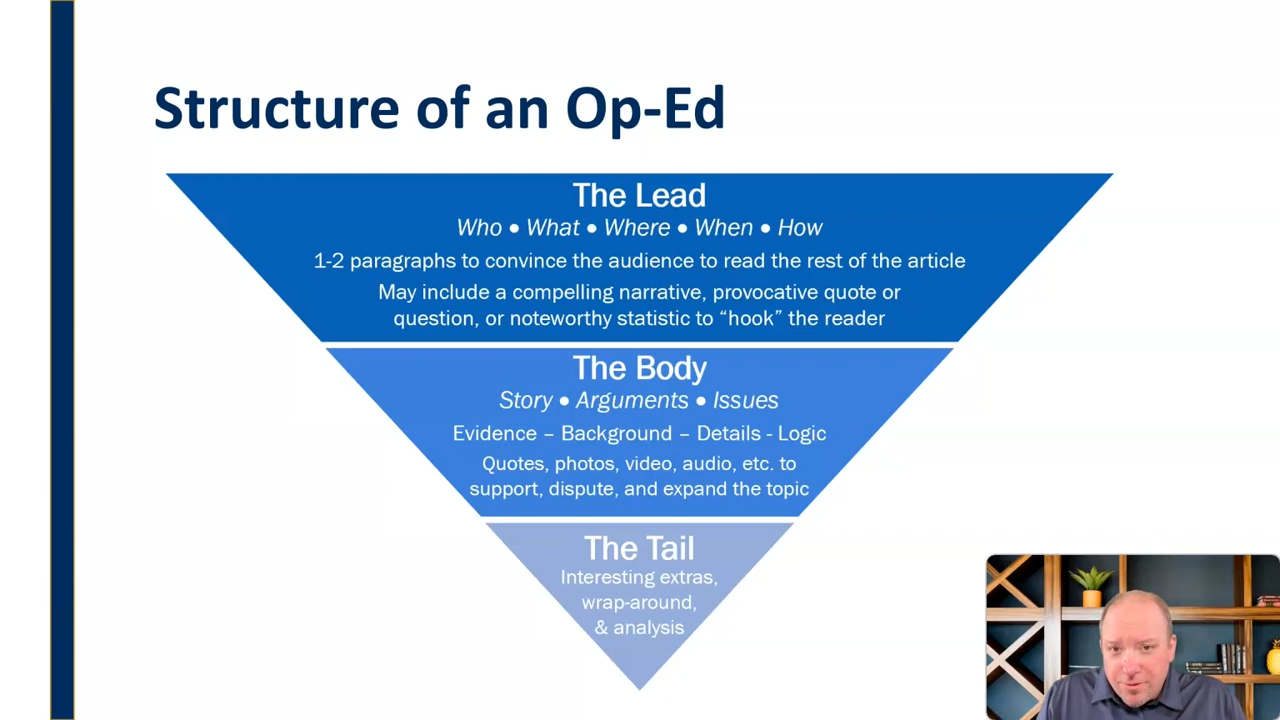 Structure of an Op-Ed
The Lead
Who • What • Where • When • How
1-2 paragraphs to convince the audience to read the rest of the article
May include a compelling narrative, provocative quote or
question, or noteworthy statistic to “hook” the reader
The Body
Story • Arguments • Issues
Evidence – Background – Details - Logic
Quotes, photos, video, audio, etc. to
support, dispute, and expand the topic
The Tail
Interesting extras,
wrap-around,
& analysis